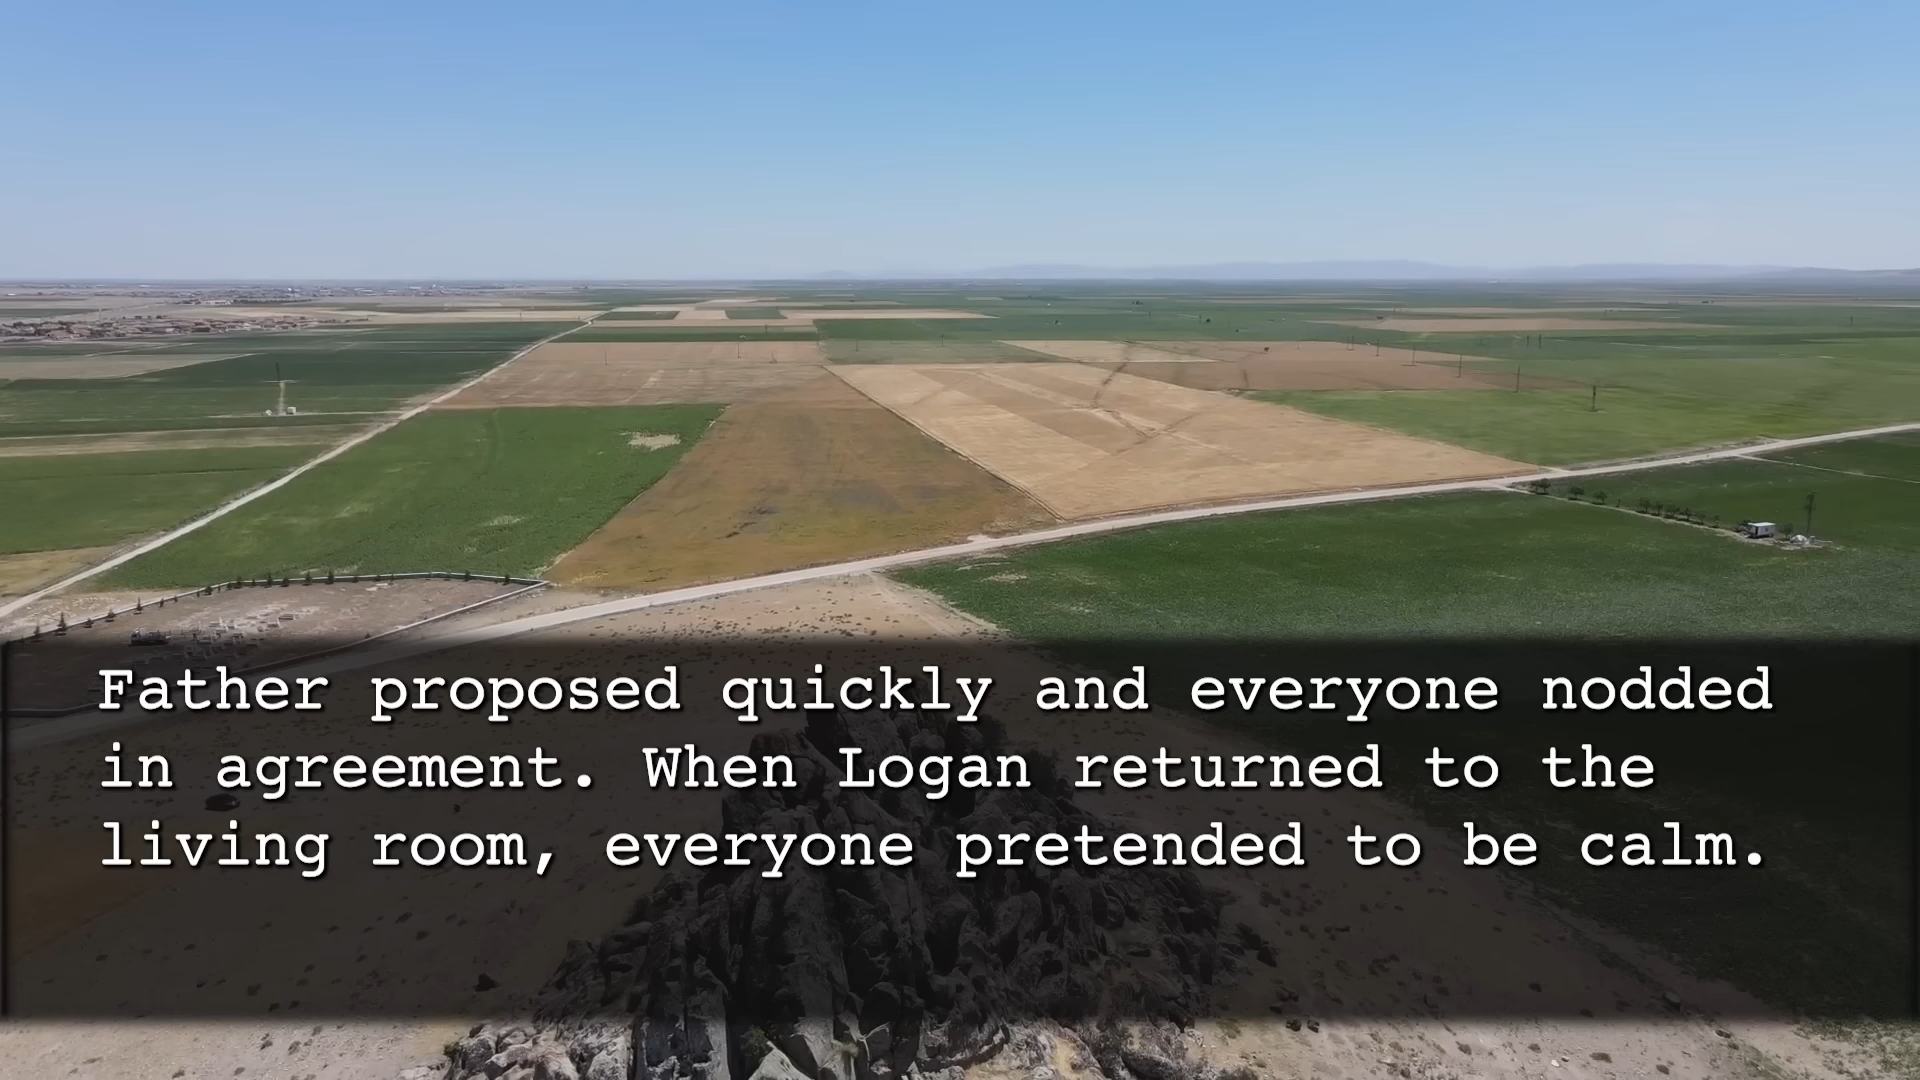 Father proposed quickly and everyone nodded
in agreement. When Logan returned to the
living room, everyone pretended to be calm.